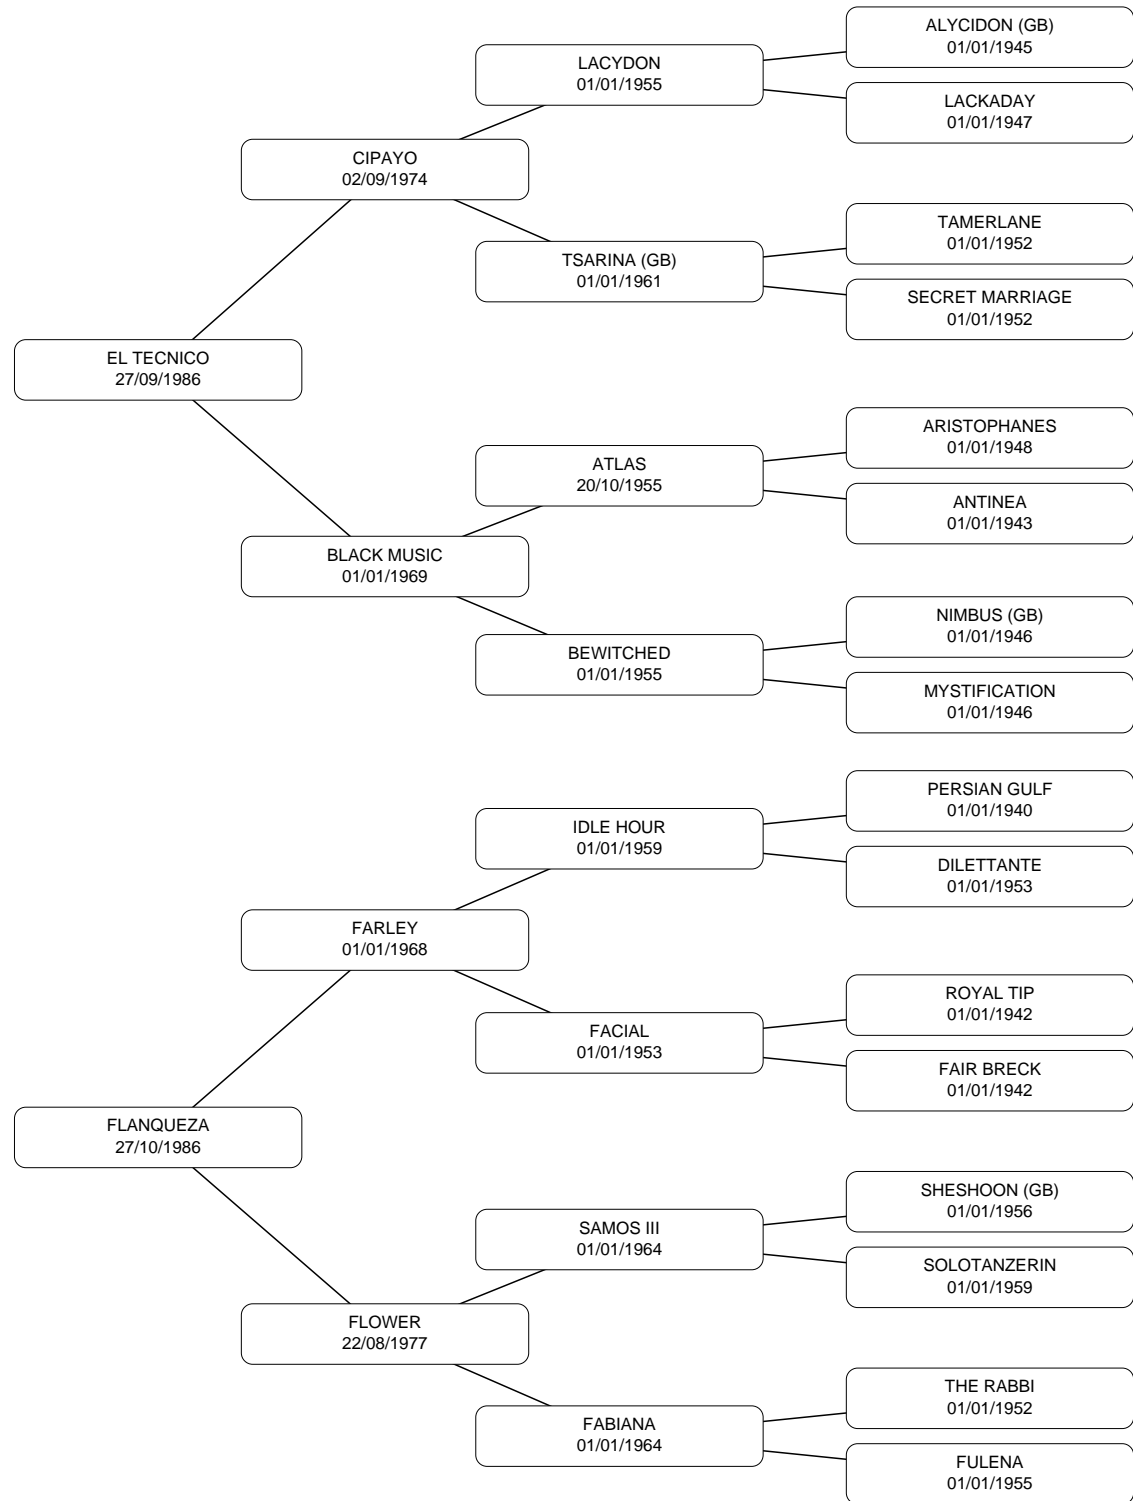 ALYCIDON (GB)
01/01/1945
LACYDON
01/01/1955
LACKADAY
01/01/1947
CIPAYO
02/09/1974
TAMERLANE
01/01/1952
TSARINA (GB)
01/01/1961
SECRET MARRIAGE
01/01/1952
EL TECNICO
27/09/1986
ARISTOPHANES
01/01/1948
ATLAS
20/10/1955
ANTINEA
01/01/1943
BLACK MUSIC
01/01/1969
NIMBUS (GB)
01/01/1946
BEWITCHED
01/01/1955
MYSTIFICATION
01/01/1946
PERSIAN GULF
01/01/1940
IDLE HOUR
01/01/1959
DILETTANTE
01/01/1953
FARLEY
01/01/1968
ROYAL TIP
01/01/1942
FACIAL
01/01/1953
FAIR BRECK
01/01/1942
FLANQUEZA
27/10/1986
SHESHOON (GB)
01/01/1956
SAMOS III
01/01/1964
SOLOTANZERIN
01/01/1959
FLOWER
22/08/1977
THE RABBI
01/01/1952
FABIANA
01/01/1964
FULENA
01/01/1955